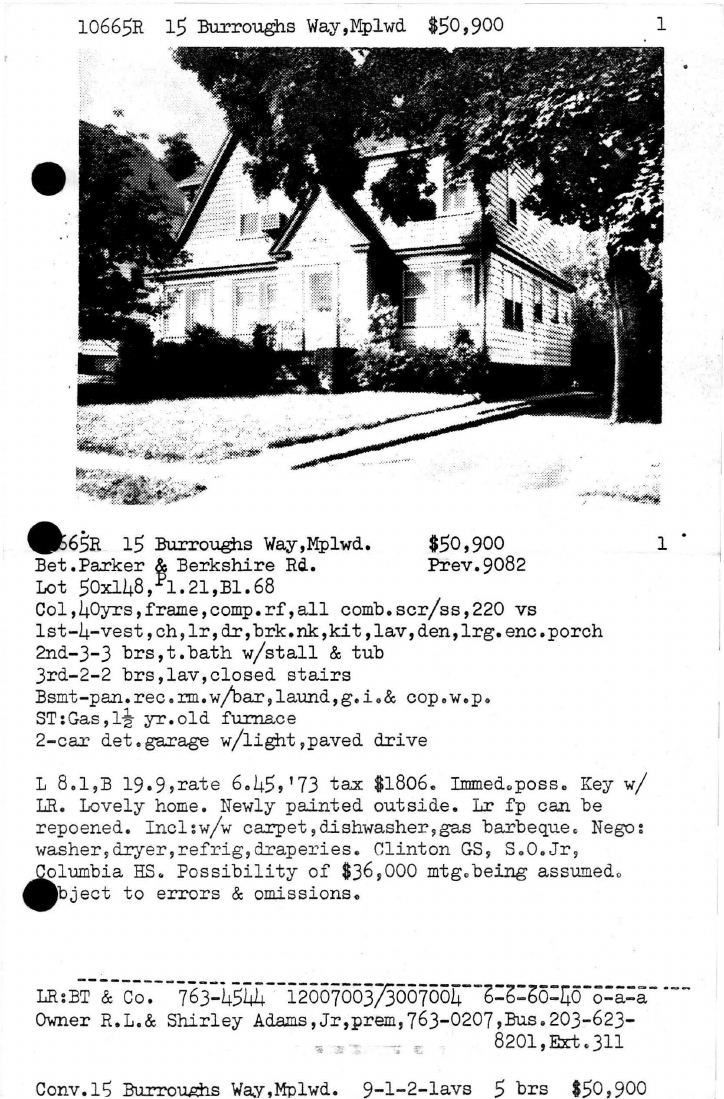 10665R 15 Burroughs Way,Mplwd $50,900 1
665R 15 Burroughs Way,Mplwd. $50,900 1
Bet.Parker & Berkshire Rd. Prev.9082
Lot 50x148,P1.21,Bl.68
Col,40yrs,frame,comp.rf,all comb.scr/ss,220 vs
1st-4-vest,ch,lr,dr,brk.nk,kit,lav,den,lrg.enc.porch
2nd-3-3 brs,t.bath w/stall & tub
3rd-2-2 brs,lav,closed stairs
Bsmt-pan.rec.rm.w/bar,laund,g.i.& cop.w.p.
ST:Gas,1½ yr.old furnace
2-car det.garage w/light,paved drive
L 8.1,B 19.9,rate 6.45,'73 tax $1806. Immed.poss. Key w/
LR. Lovely home. Newly painted outside. Lr fp can be
repoened. Incl:w/w carpet,dishwasher,gas barbeque. Nego:
washer,dryer,refrig,draperies. Clinton GS, S.O.Jr,
Columbia HS. Possibility of $36,000 mtg.being assumed.
bject to errors & omissions.
LR:BT & Co. 763-4544 12007003/3007004 6-6-60-40 o-a-a
Owner R.L.& Shirley Adams,Jr,prem,763-0207,Bus.203-623-
8201,Ext.311
Conv.15 Burroughs Way,Mplwd. 9-1-2-lavs 5 brs $50,900